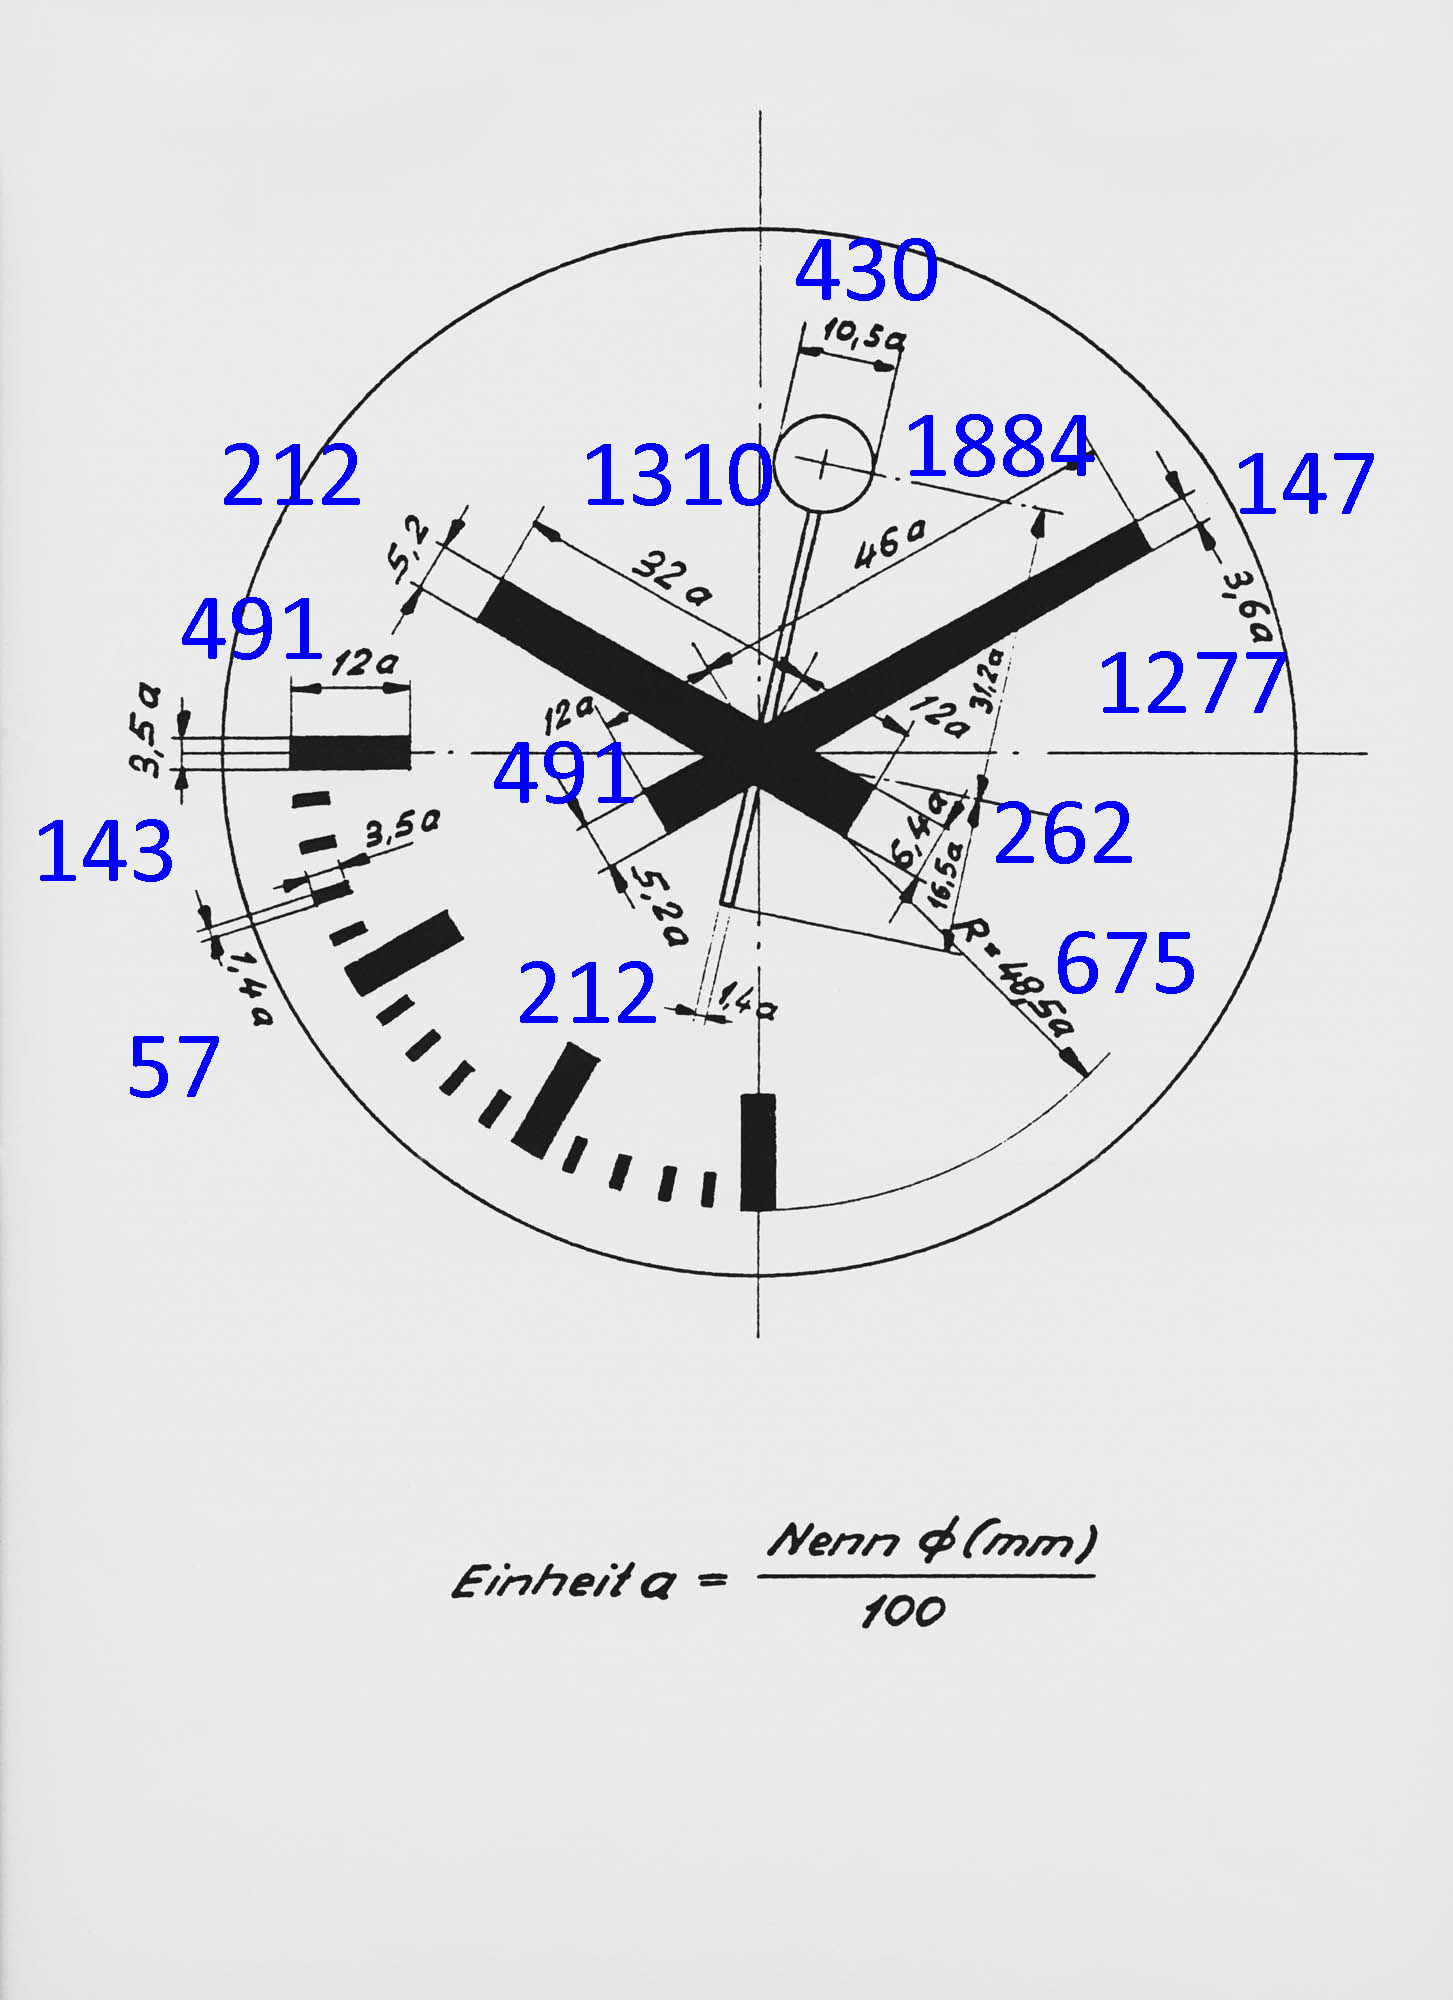 430
10,5a
212
1310
1884
147
5,2
32a
46a
3,6a
491
12a
3,5a
31,2a
1277
12a
12a
491
143
3,5a
6,4a
262
16,5a
5,2a
R=48,5a
675
1,4a
212
1,4a
57
Einheit a = Nenn ϕ (mm)
100